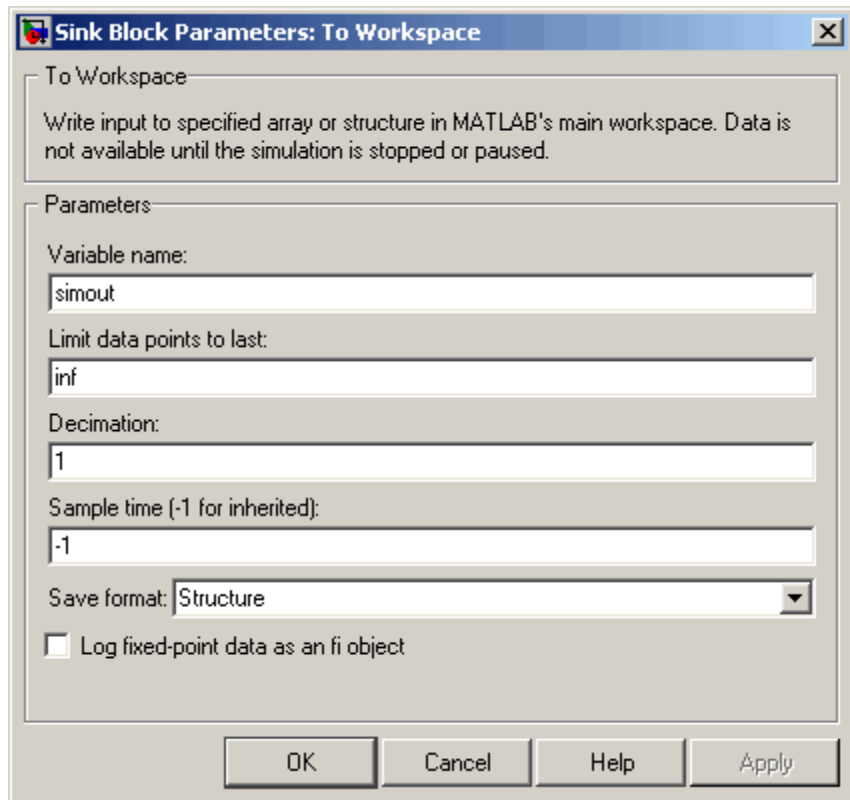 Sink Block Parameters: To Workspace
To Workspace
Write input to specified array or structure in MATLAB's main workspace. Data is
not available until the simulation is stopped or paused.
Parameters
Variable name:
simout
Limit data points to last:
inf
Decimation:
1
Sample time (-1 for inherited):
-1
Save format: Structure
Log fixed-point data as an fi object
OK Cancel Help Apply